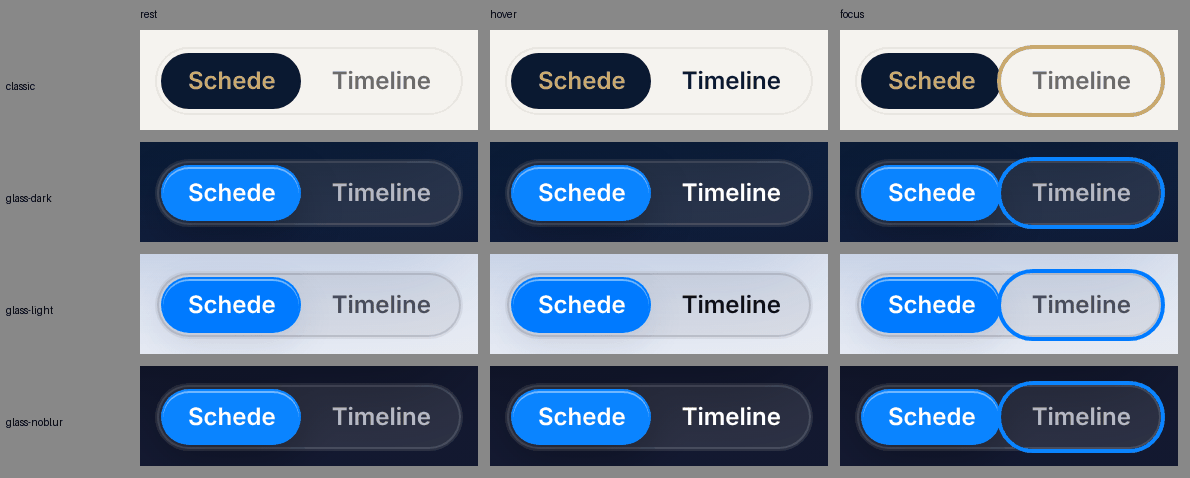 rest hover focus
classic Schede Timeline Schede Timeline Schede Timeline
glass-dark Schede Timeline Schede Timeline Schede Timeline
glass-light Schede Timeline Schede Timeline Schede Timeline
glass-noblur Schede Timeline Schede Timeline Schede Timeline